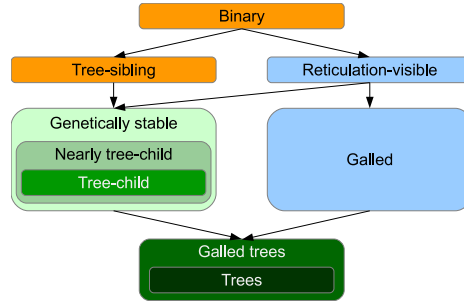 Binary
Tree-sibling
Reticulation-visible
Genetically stable
Nearly tree-child
Tree-child
Galled
Galled trees
Trees